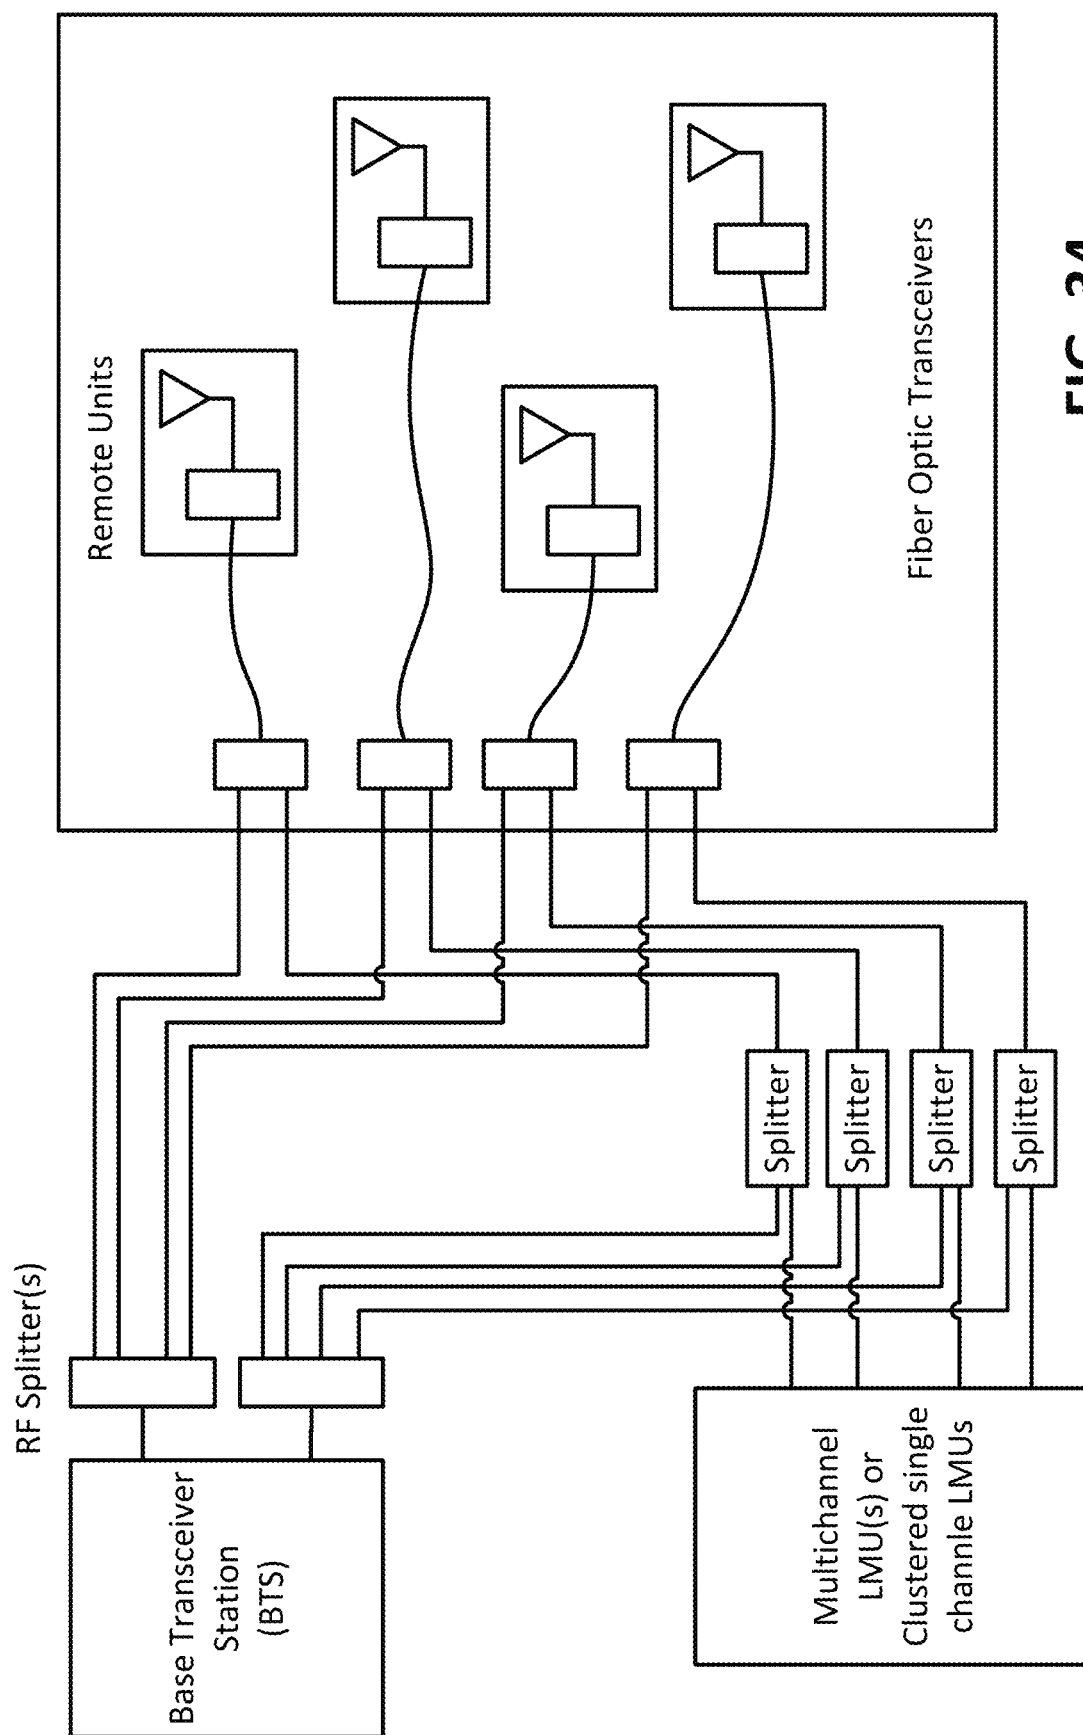 RF Splitter(s)
Base Transceiver
Station
(BTS)
Remote Units
Splitter
Splitter
Splitter
Splitter
Multichannel
LMU(s) or
Clustered single
channle LMUs
Fiber Optic Transceivers
FIG